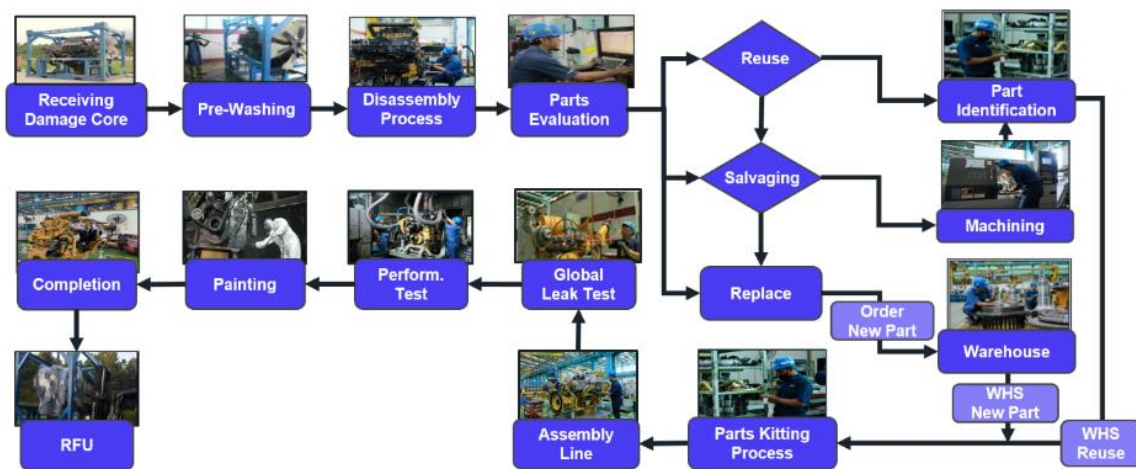 Receiving
Damage Core
Pre-Washing
Disassembly
Process
Parts
Evaluation
Reuse
Part
Identification
Salvaging
Machining
Completion
Painting
Perform.
Test
Global
Leak Test
Replace
Order
New Part
Warehouse
WHS
New Part
RFU
Assembly
Line
Parts Kitting
Process
WHS
Reuse